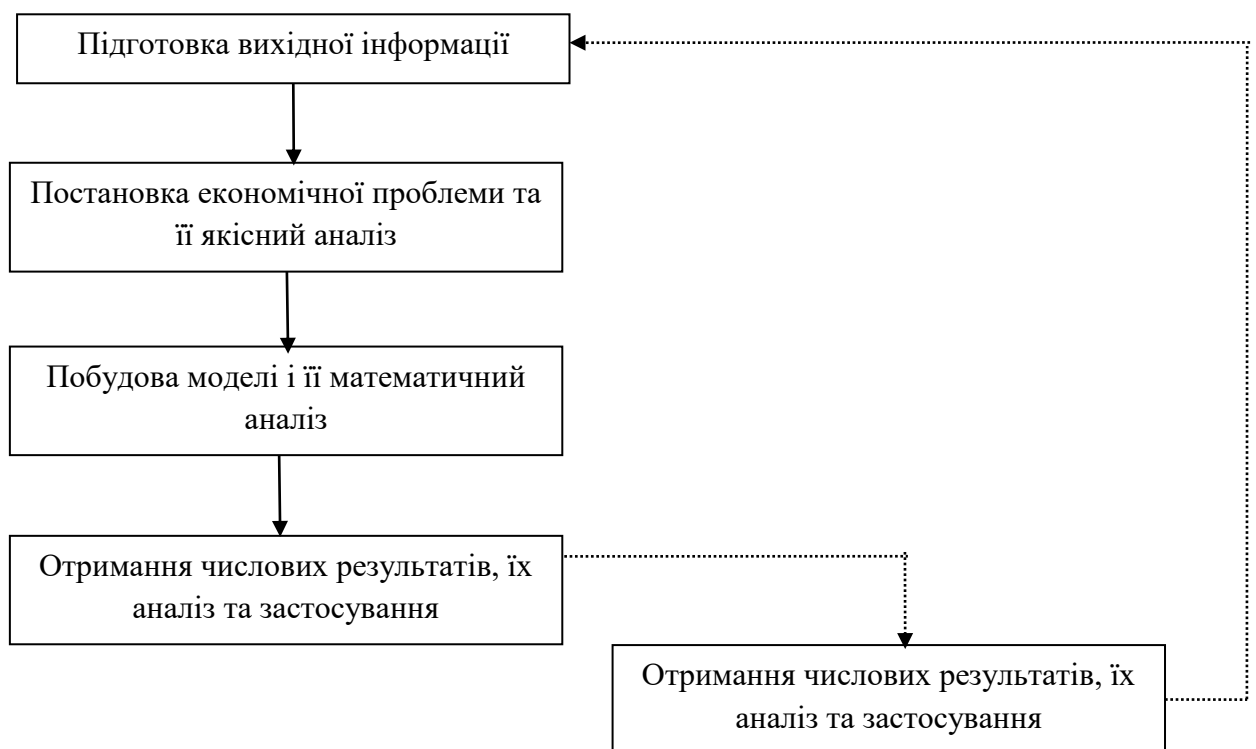 Підготовка вихідної інформації
Постановка економічної проблеми та
її якісний аналіз
Побудова моделі і її математичний
аналіз
Отримання числових результатів, їх
аналіз та застосування
Отримання числових результатів, їх
аналіз та застосування